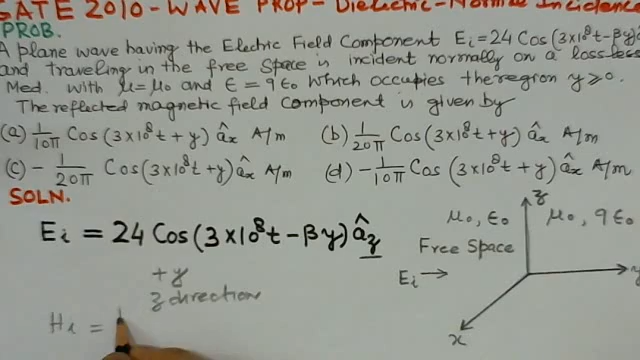 GATE 2010-WAVE PROP- Dielectric-Normal Incidence
PROB.
A plane wave having the Electric Field Component Ei=24 Cos(3×10⁸t-βy)â
and traveling in the free Space is incident normally on a lossless
Med. with μ=μ₀ and ε=9ε₀ which occupies the region y≥0.
The reflected magnetic field component is given by
(a) 1/10π Cos(3×10⁸t+y) âx A/m (b) 1/20π Cos(3×10⁸t+y) âx A/m
(c) -1/20π Cos(3×10⁸t+y) âx A/m (d) -1/10π Cos(3×10⁸t+y) âx A/m
SOLN.
Ei = 24 Cos(3×10⁸t-βy) âz
+y
z direction
Hi =
z
μ₀, ε₀ μ₀, 9ε₀
Free Space
Ei →
y
x